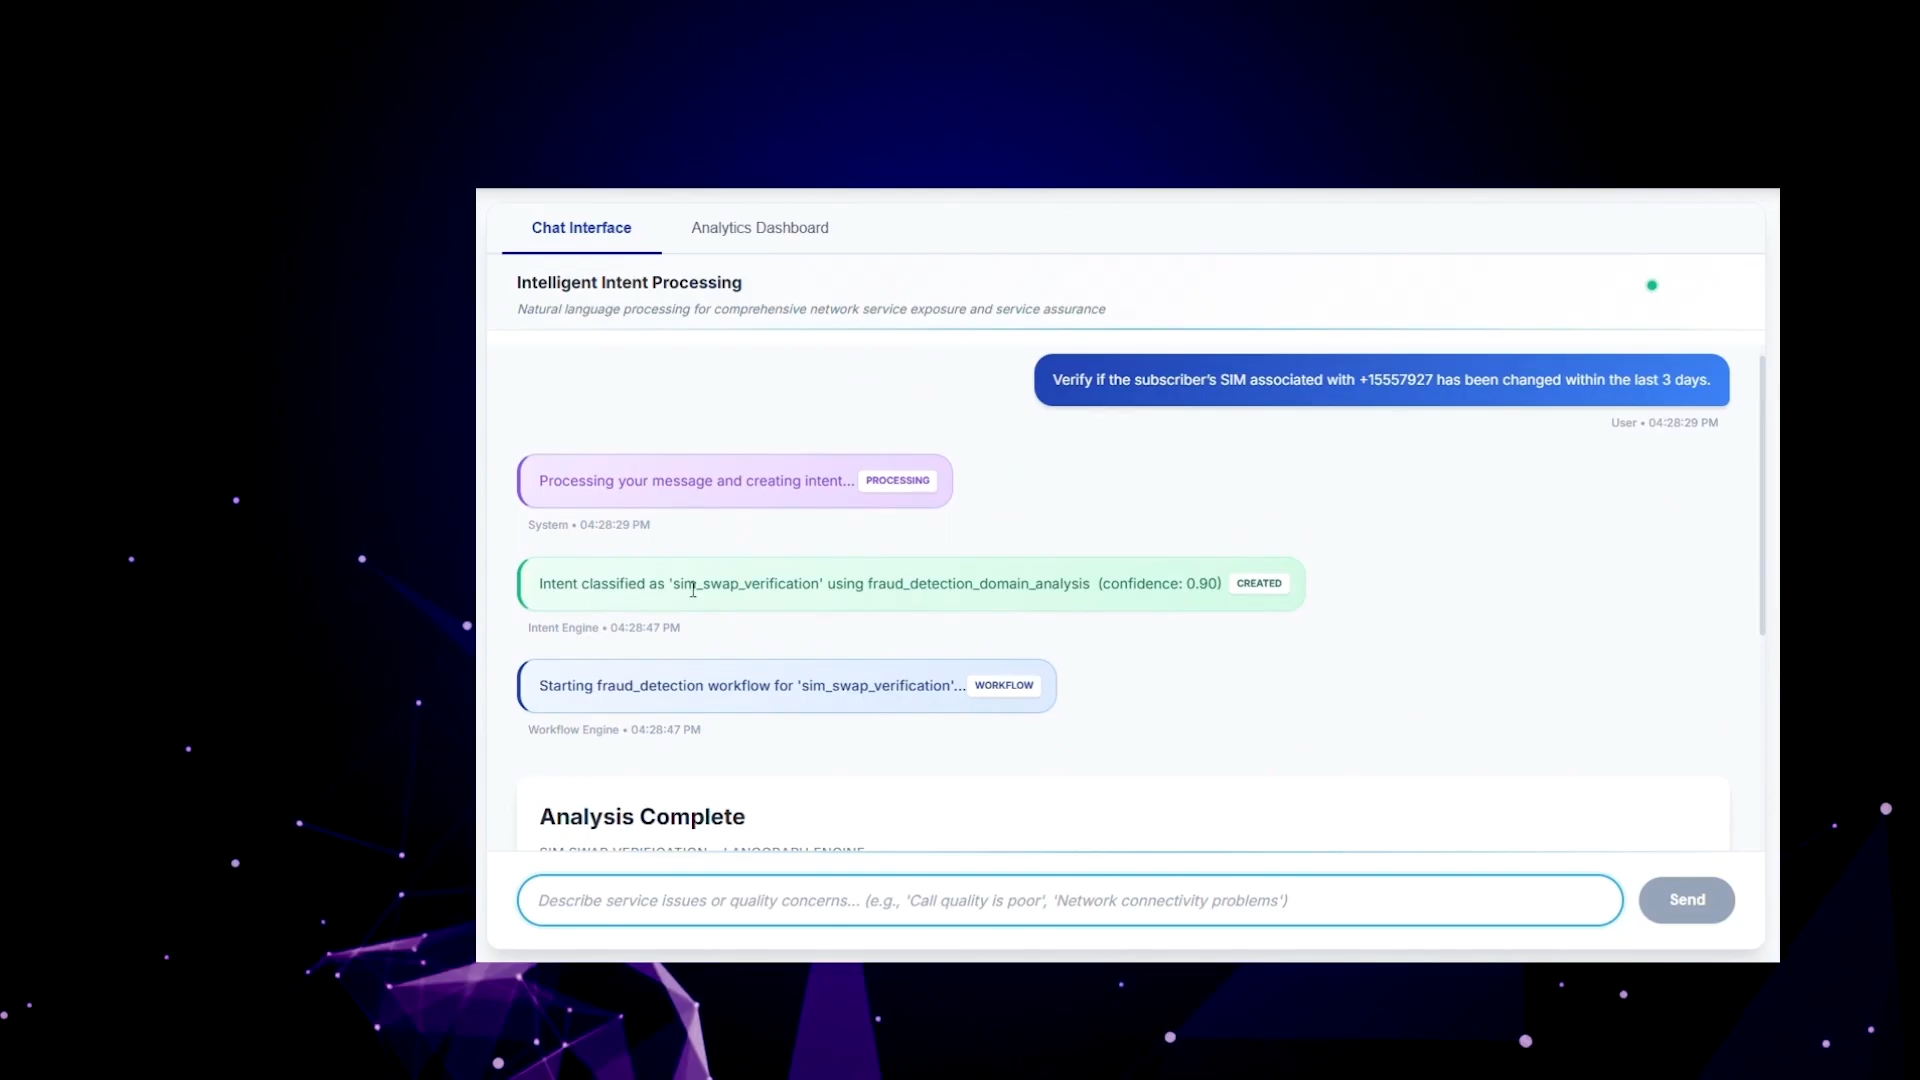 Chat Interface
Analytics Dashboard
Intelligent Intent Processing
Natural language processing for comprehensive network service exposure and service assurance
Verify if the subscriber’s SIM associated with +15557927 has been changed within the last 3 days.
User • 04:28:29 PM
Processing your message and creating intent... PROCESSING
System • 04:28:29 PM
Intent classified as 'sim_swap_verification' using fraud_detection_domain_analysis (confidence: 0.90) CREATED
Intent Engine • 04:28:47 PM
Starting fraud_detection workflow for 'sim_swap_verification'... WORKFLOW
Workflow Engine • 04:28:47 PM
Analysis Complete
SIM SWAP VERIFICATION • LANGGRAPH ENGINE
Describe service issues or quality concerns... (e.g., 'Call quality is poor', 'Network connectivity problems')
Send